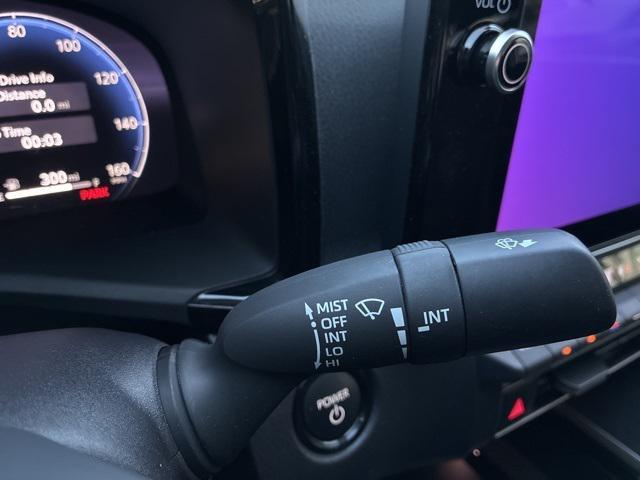 80
100
120
140
160
Drive Info
Distance
0.0 mi
Time
00:03
300 mi
F
PARK
VOL
MIST
OFF
INT
LO
HI
INT
POWER